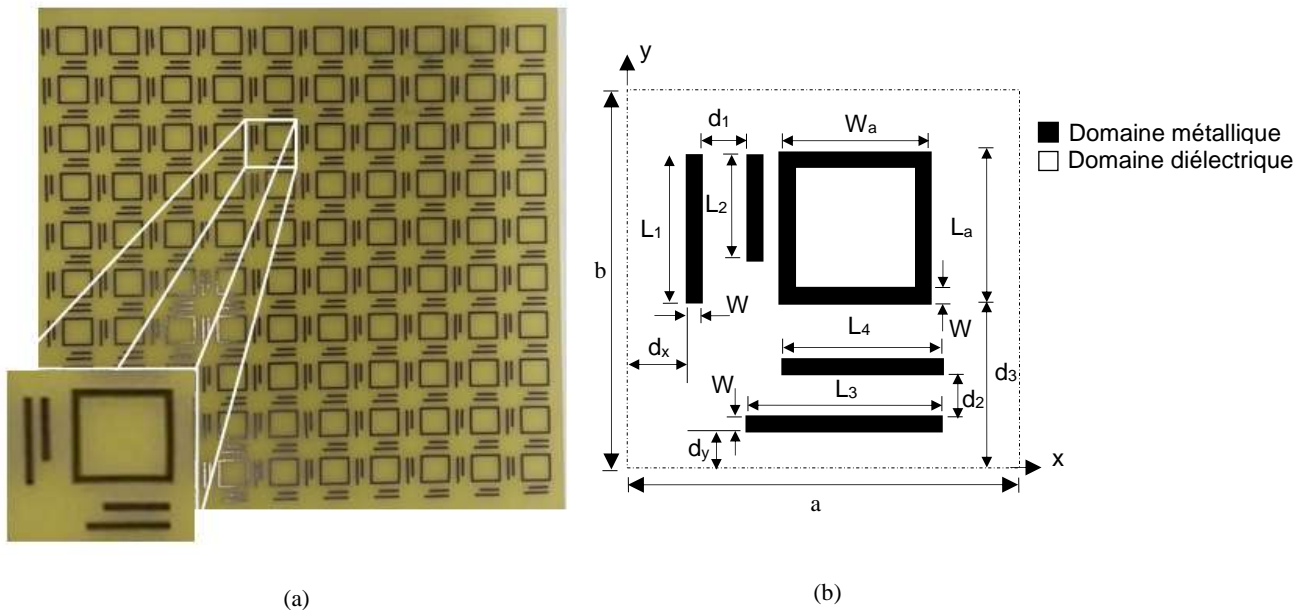 y
d1
Wa
Domaine métallique
Domaine diélectrique
L2
L1
La
b
W
W
L4
dx
d3
W
L3
d2
dy
x
a
(a)
(b)